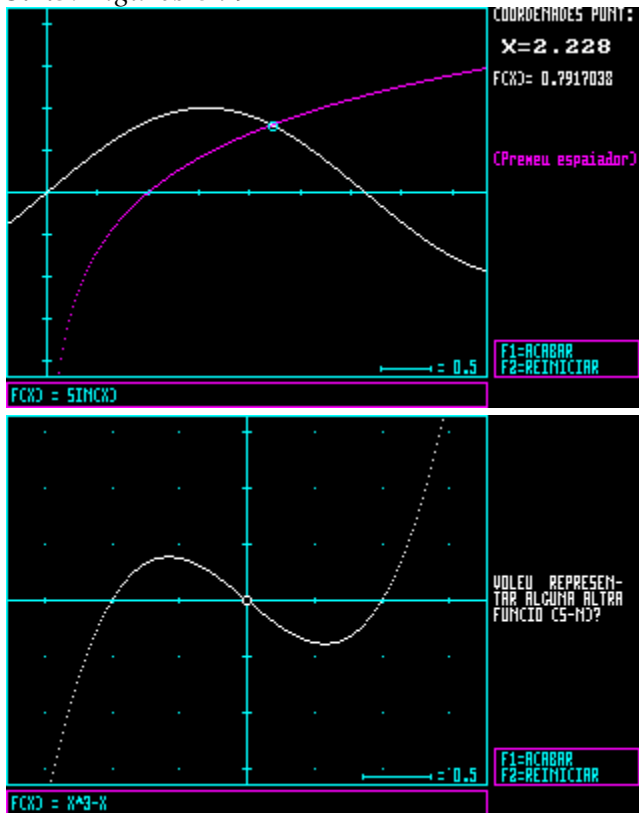 COORDENADES PUNT:
X=2.228
F(X)= 0.7917038
(Premeu espaiador)
= 0.5
F1=ACABAR
F2=REINICIAR
F(X) = SIN(X)
VOLEU REPRESEN-
TAR ALGUNA ALTRA
FUNCIO (S-N)?
= 0.5
F1=ACABAR
F2=REINICIAR
F(X) = X^3-X